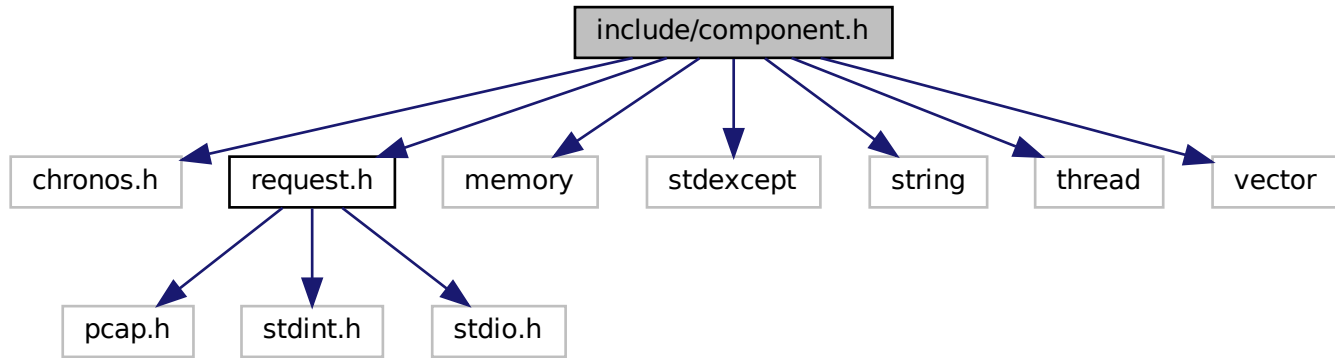 include/component.h
chronos.h
request.h
memory
stdexcept
string
thread
vector
pcap.h
stdint.h
stdio.h